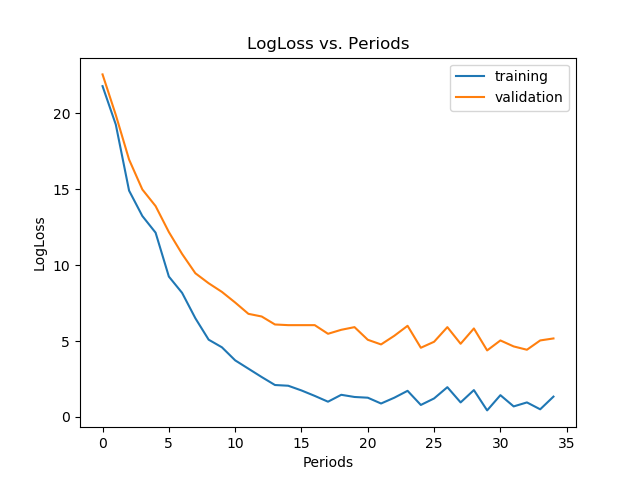 LogLoss vs. Periods
training
validation
LogLoss
20
15
10
5
0
0 5 10 15 20 25 30 35
Periods